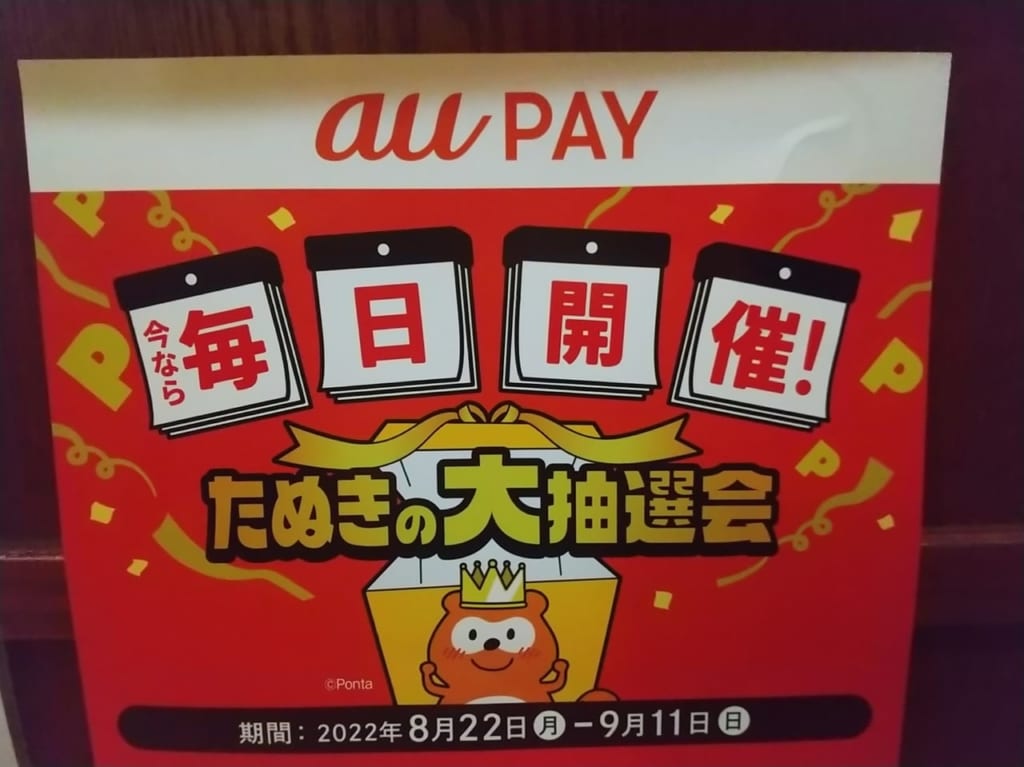 au PAY
今なら
毎日開催!
たぬきの大抽選会
©Ponta
期間：2022年8月22日(月)－9月11日(日)